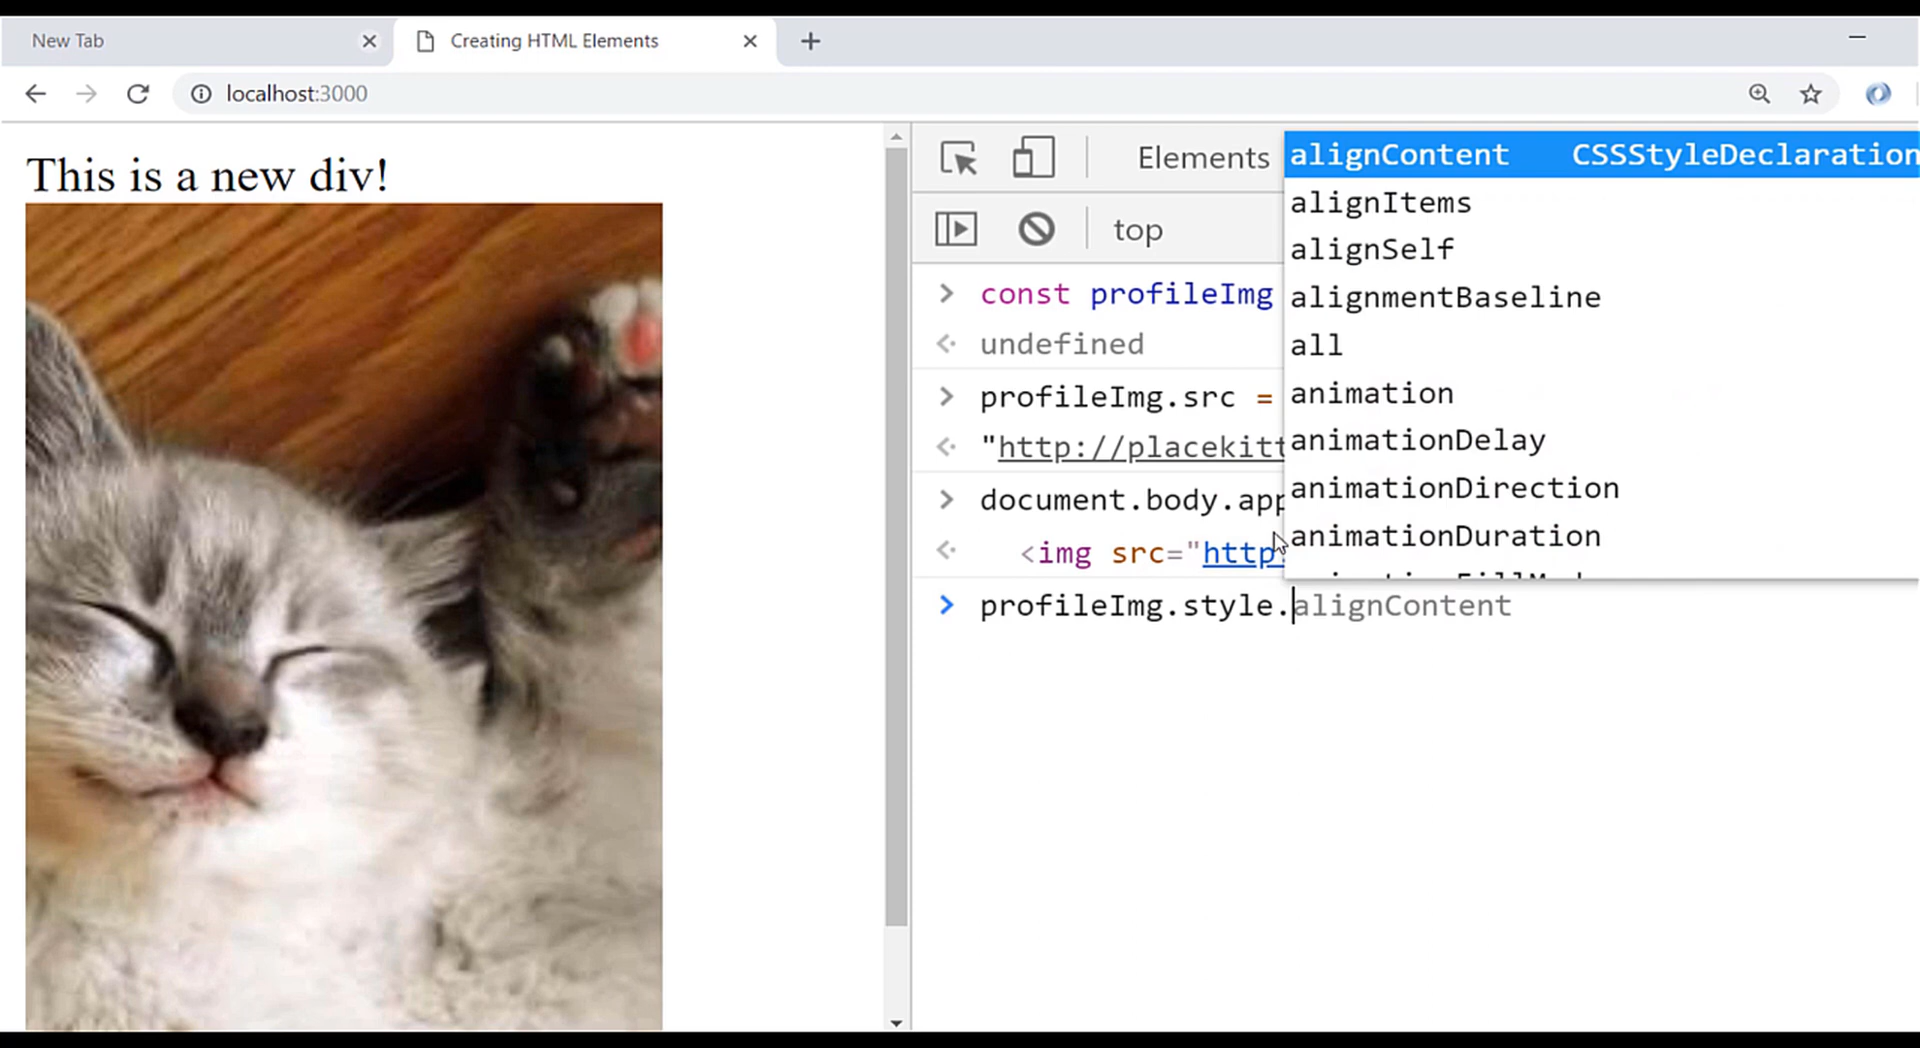 New Tab
Creating HTML Elements
localhost:3000
This is a new div!
Elements
top
const profileImg
undefined
profileImg.src =
"http://placekitt
document.body.app
<img src="http:
profileImg.style.alignContent
alignContent CSSStyleDeclaration
alignItems
alignSelf
alignmentBaseline
all
animation
animationDelay
animationDirection
animationDuration